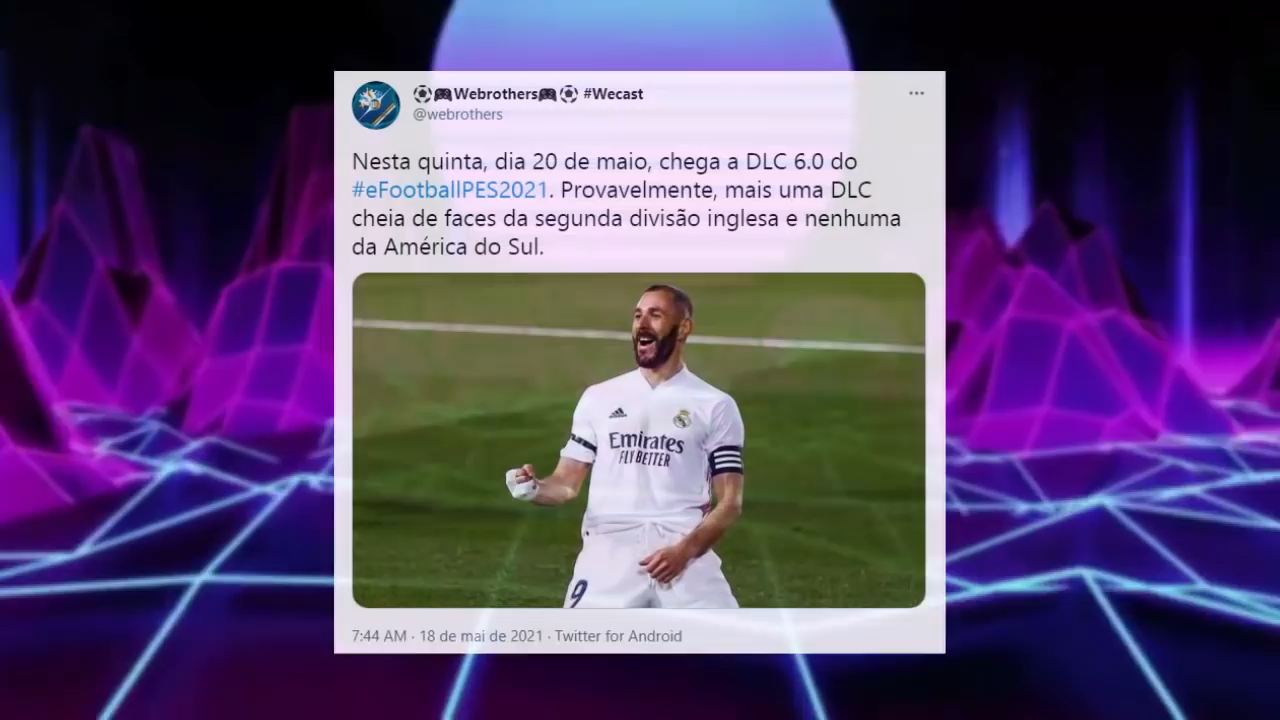 ⚽🎮Webrothers🎮⚽ #Wecast
@webrothers
Nesta quinta, dia 20 de maio, chega a DLC 6.0 do
#eFootballPES2021. Provavelmente, mais uma DLC
cheia de faces da segunda divisão inglesa e nenhuma
da América do Sul.
Emirates
FLY BETTER
9
7:44 AM · 18 de mai de 2021 · Twitter for Android